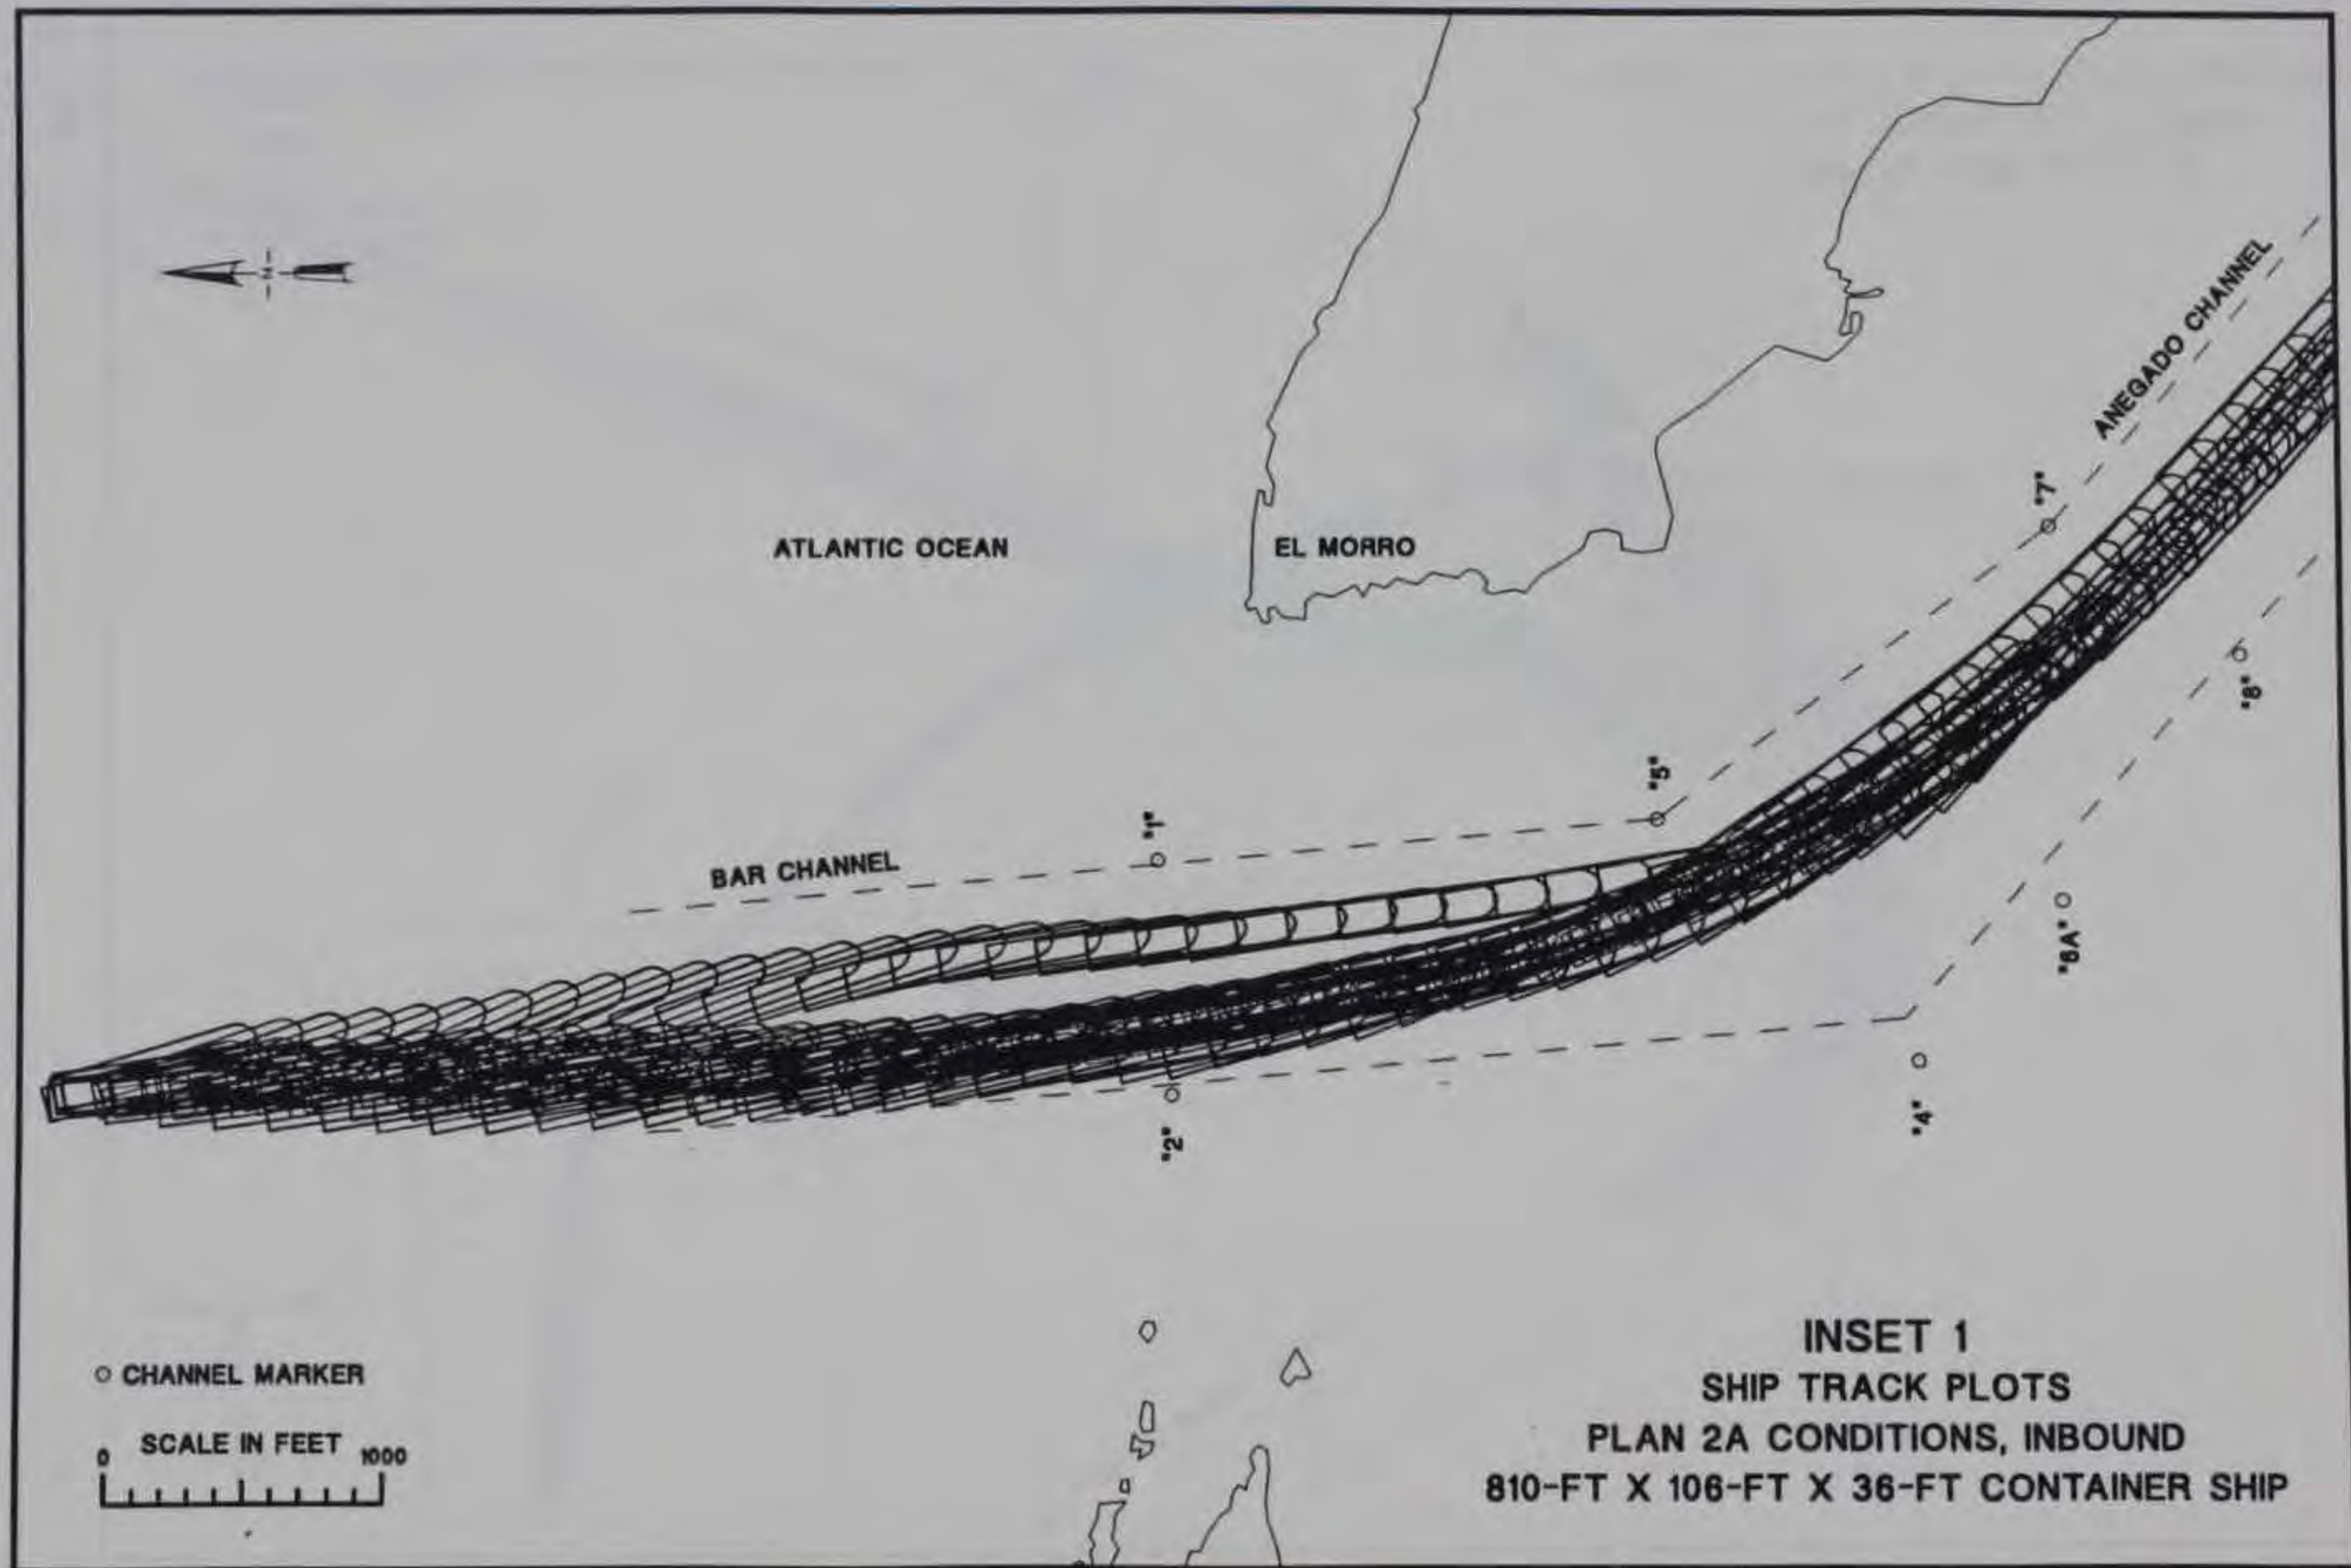 N
ANEGADO CHANNEL
"7"
ATLANTIC OCEAN
EL MORRO
"8"
"5"
"1"
BAR CHANNEL
"6A"
"4"
"2"
INSET 1
SHIP TRACK PLOTS
PLAN 2A CONDITIONS, INBOUND
810-FT X 106-FT X 36-FT CONTAINER SHIP
CHANNEL MARKER
SCALE IN FEET
0 1000